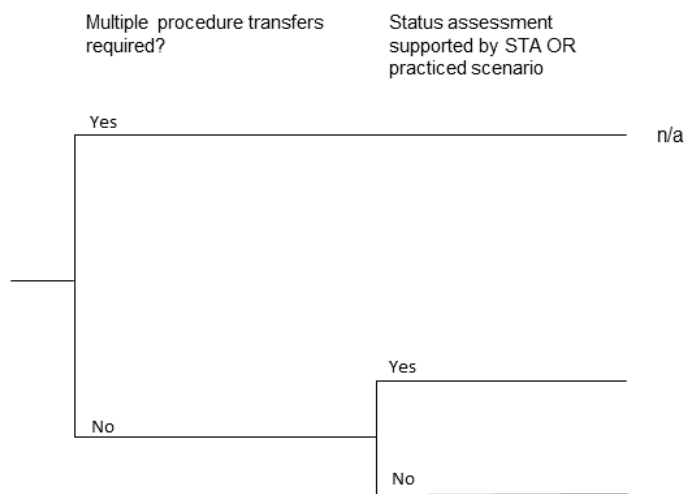 Multiple procedure transfers
required?
Status assessment
supported by STA OR
practiced scenario
Yes
n/a
Yes
No
No